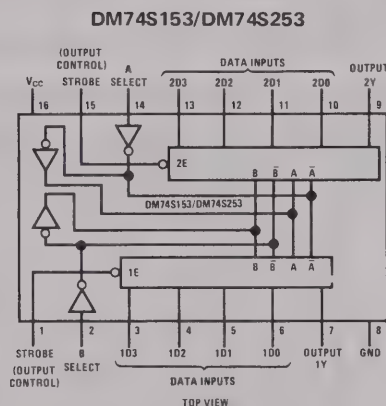 DM74S153/DM74S253
(OUTPUT CONTROL) STROBE
A SELECT
DATA INPUTS
OUTPUT 2Y
VCC
2D3 2D2 2D1 2D0
16 15 14 13 12 11 10 9
2E
B B̅ A A̅
DM74S153/DM74S253
B B̅ A A̅
1E
1 2 3 4 5 6 7 8
STROBE (OUTPUT CONTROL)
B SELECT
1D3 1D2 1D1 1D0
OUTPUT 1Y
GND
DATA INPUTS
TOP VIEW